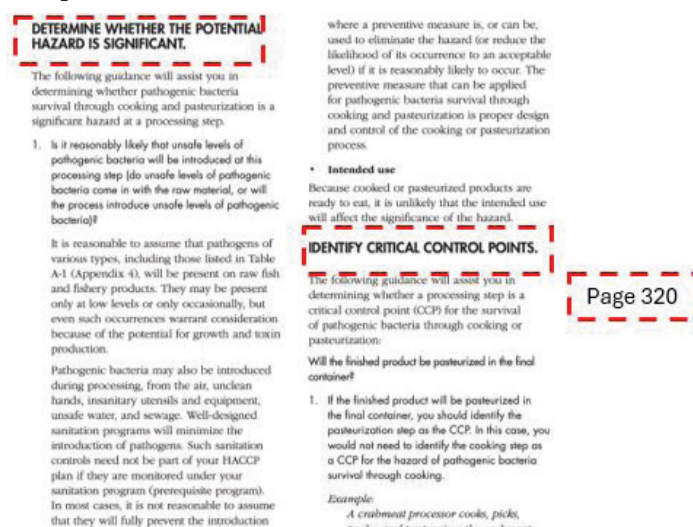 DETERMINE WHETHER THE POTENTIAL
HAZARD IS SIGNIFICANT.
The following guidance will assist you in
determining whether pathogenic bacteria
survival through cooking and pasteurization is a
significant hazard at a processing step.
1. Is it reasonably likely that unsafe levels of
pathogenic bacteria will be introduced at this
processing step (do unsafe levels of pathogenic
bacteria come in with the raw material, or will
the process introduce unsafe levels of pathogenic
bacteria)?
It is reasonable to assume that pathogens of
various types, including those listed in Table
A-1 (Appendix 4), will be present on raw fish
and fishery products. They may be present
only at low levels or only occasionally, but
even such occurrences warrant consideration
because of the potential for growth and toxin
production.
Pathogenic bacteria may also be introduced
during processing, from the air, unclean
hands, insanitary utensils and equipment,
unsafe water, and sewage. Well-designed
sanitation programs will minimize the
introduction of pathogens. Such sanitation
controls need not be part of your HACCP
plan if they are monitored under your
sanitation program (prerequisite program).
In most cases, it is not reasonable to assume
that they will fully prevent the introduction
where a preventive measure is, or can be,
used to eliminate the hazard (or reduce the
likelihood of its occurrence to an acceptable
level) if it is reasonably likely to occur. The
preventive measure that can be applied
for pathogenic bacteria survival through
cooking and pasteurization is proper design
and control of the cooking or pasteurization
process.
• Intended use
Because cooked or pasteurized products are
ready to eat, it is unlikely that the intended use
will affect the significance of the hazard.
IDENTIFY CRITICAL CONTROL POINTS.
The following guidance will assist you in
determining whether a processing step is a
critical control point (CCP) for the survival
of pathogenic bacteria through cooking or
pasteurization:
Will the finished product be pasteurized in the final
container?
1. If the finished product will be pasteurized in
the final container, you should identify the
pasteurization step as the CCP. In this case, you
would not need to identify the cooking step as
a CCP for the hazard of pathogenic bacteria
survival through cooking.
Example:
A crabmeat processor cooks, picks,
Page 320